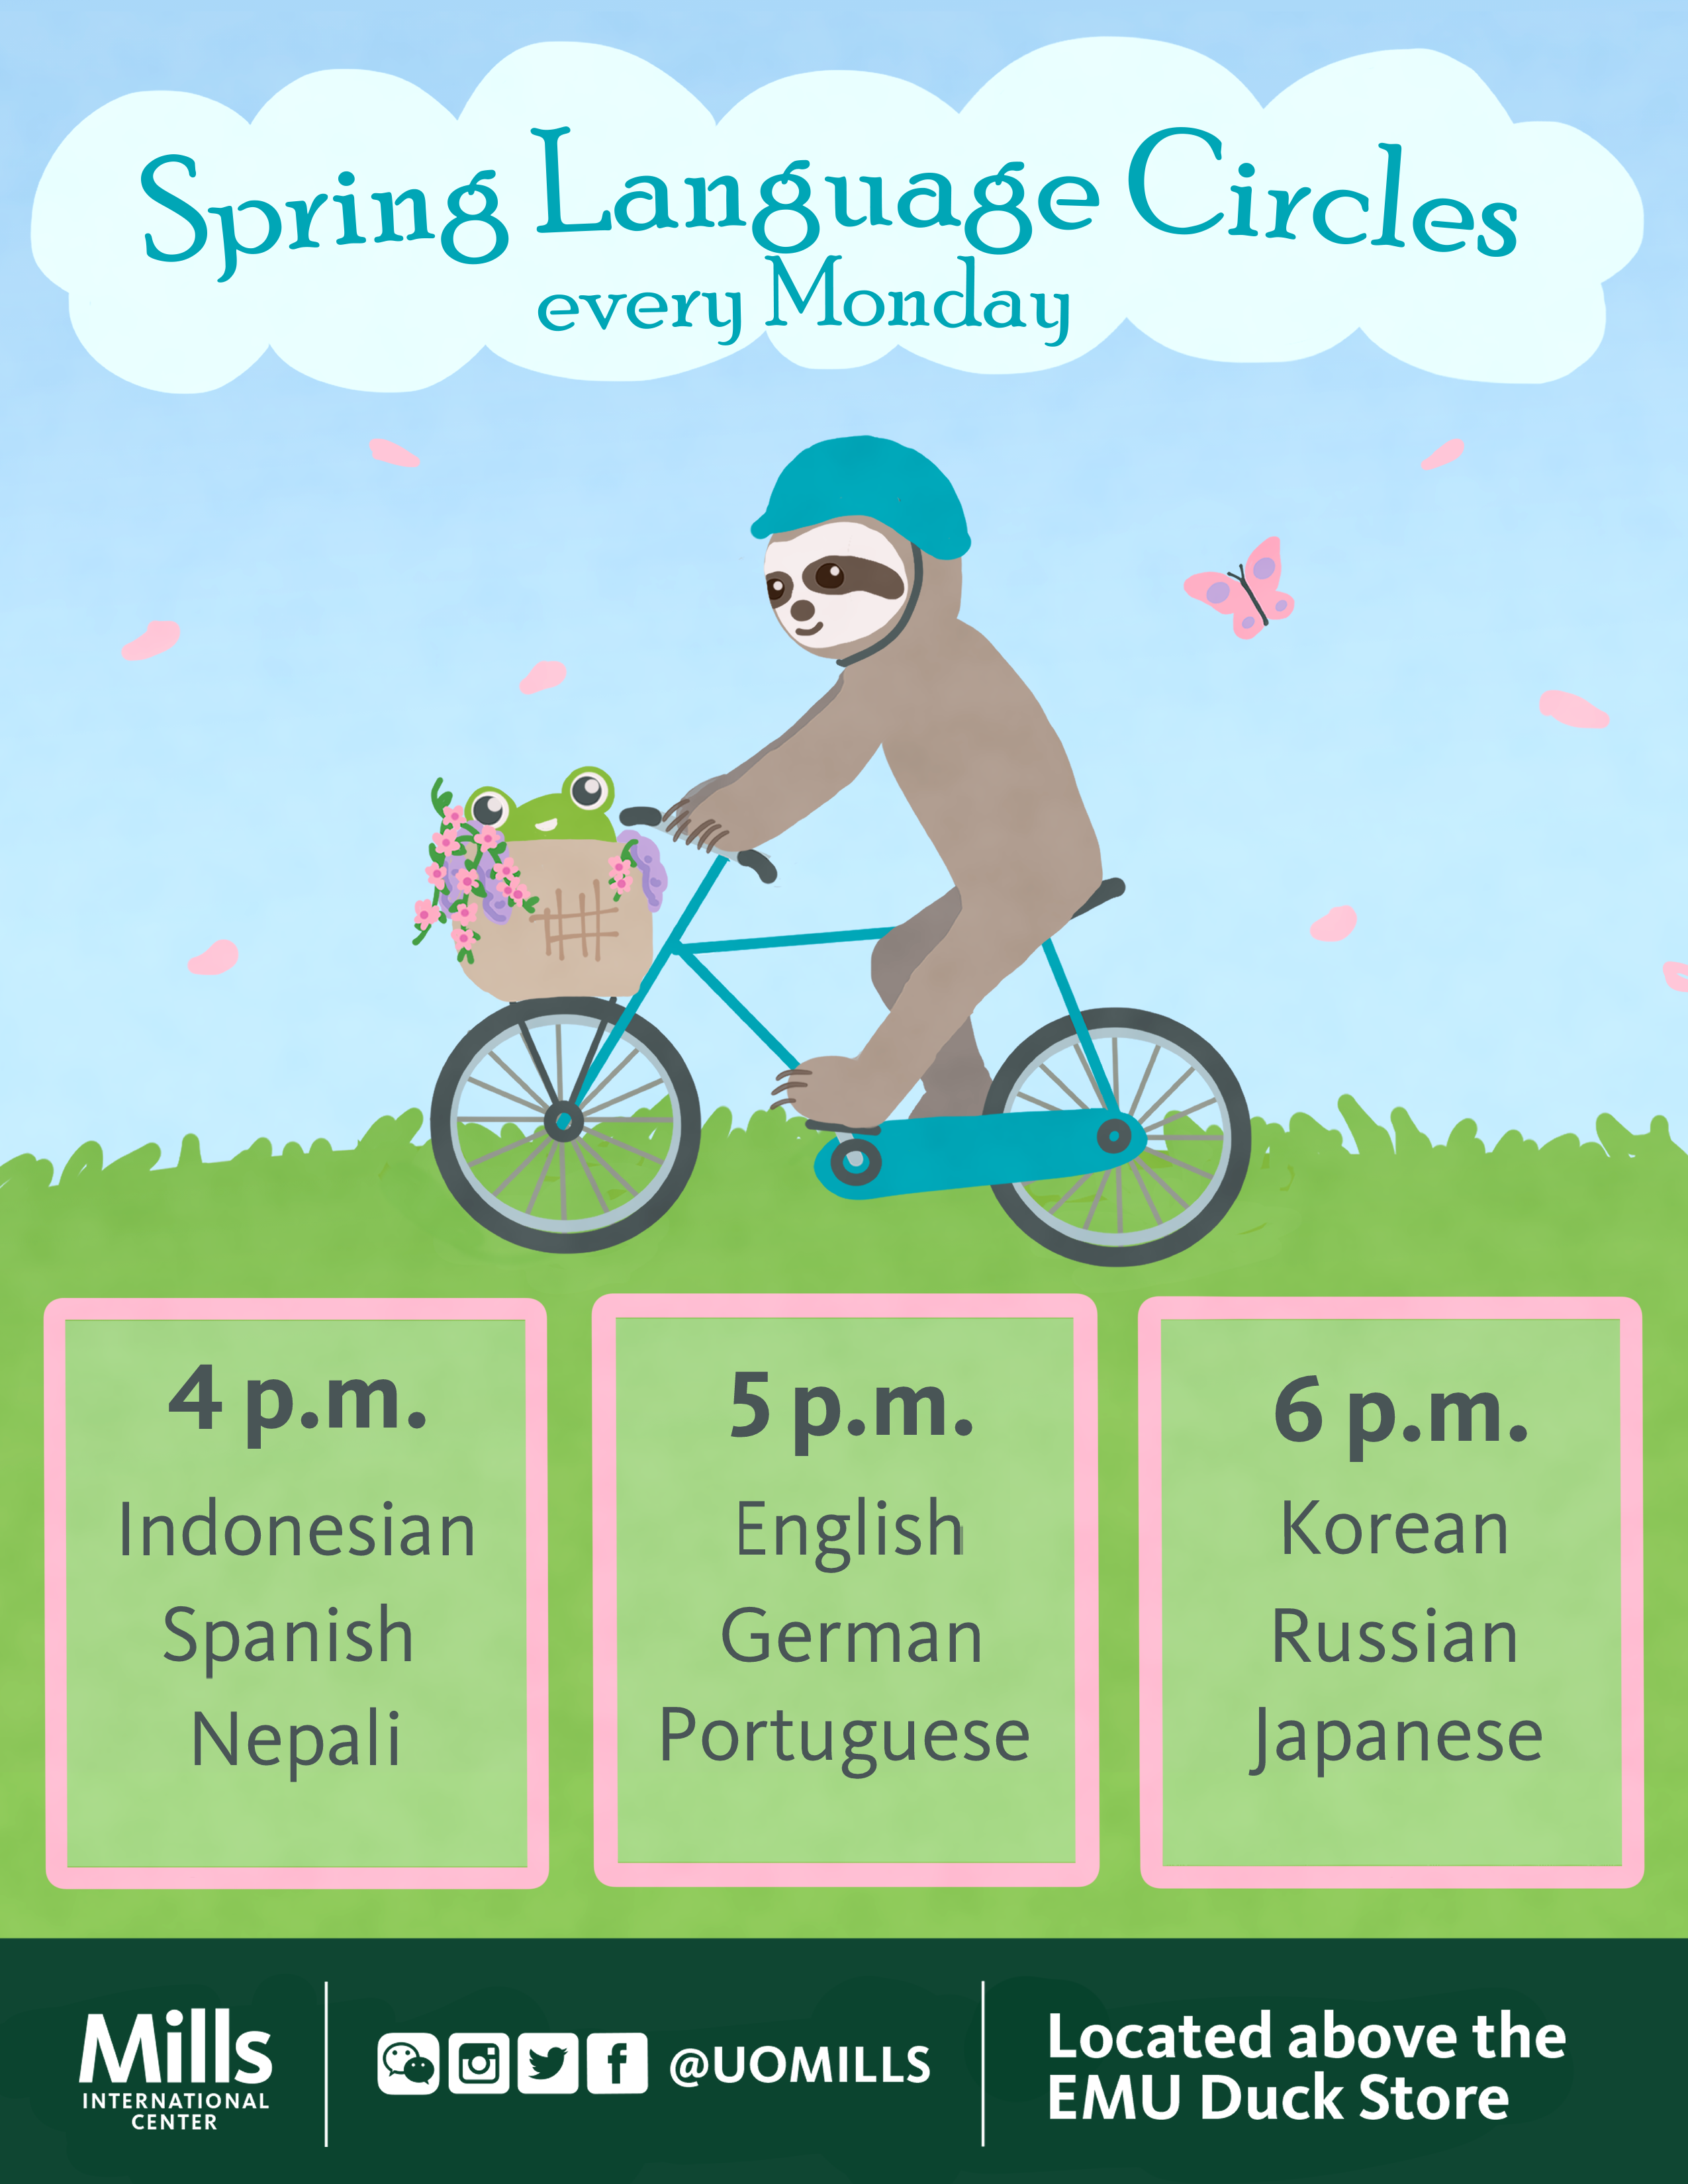 Spring Language Circles
every Monday
4 p.m.
Indonesian
Spanish
Nepali
5 p.m.
English
German
Portuguese
6 p.m.
Korean
Russian
Japanese
Mills
INTERNATIONAL
CENTER
@UOMILLS
Located above the
EMU Duck Store